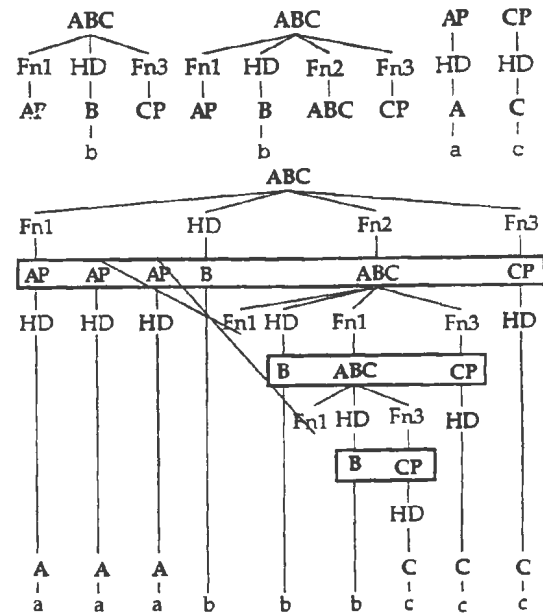 ABC ABC AP CP
Fn1 HD Fn3 Fn1 HD Fn2 Fn3 HD HD
AP B CP AP B ABC CP A C
b b a c
ABC
Fn1 HD Fn2 Fn3
AP AP AP B ABC CP
HD HD HD Fn1 HD Fn1 Fn3 HD
B ABC CP
Fn1 HD Fn3 HD
B CP
HD
A A A C C C
a a a b b b c c c